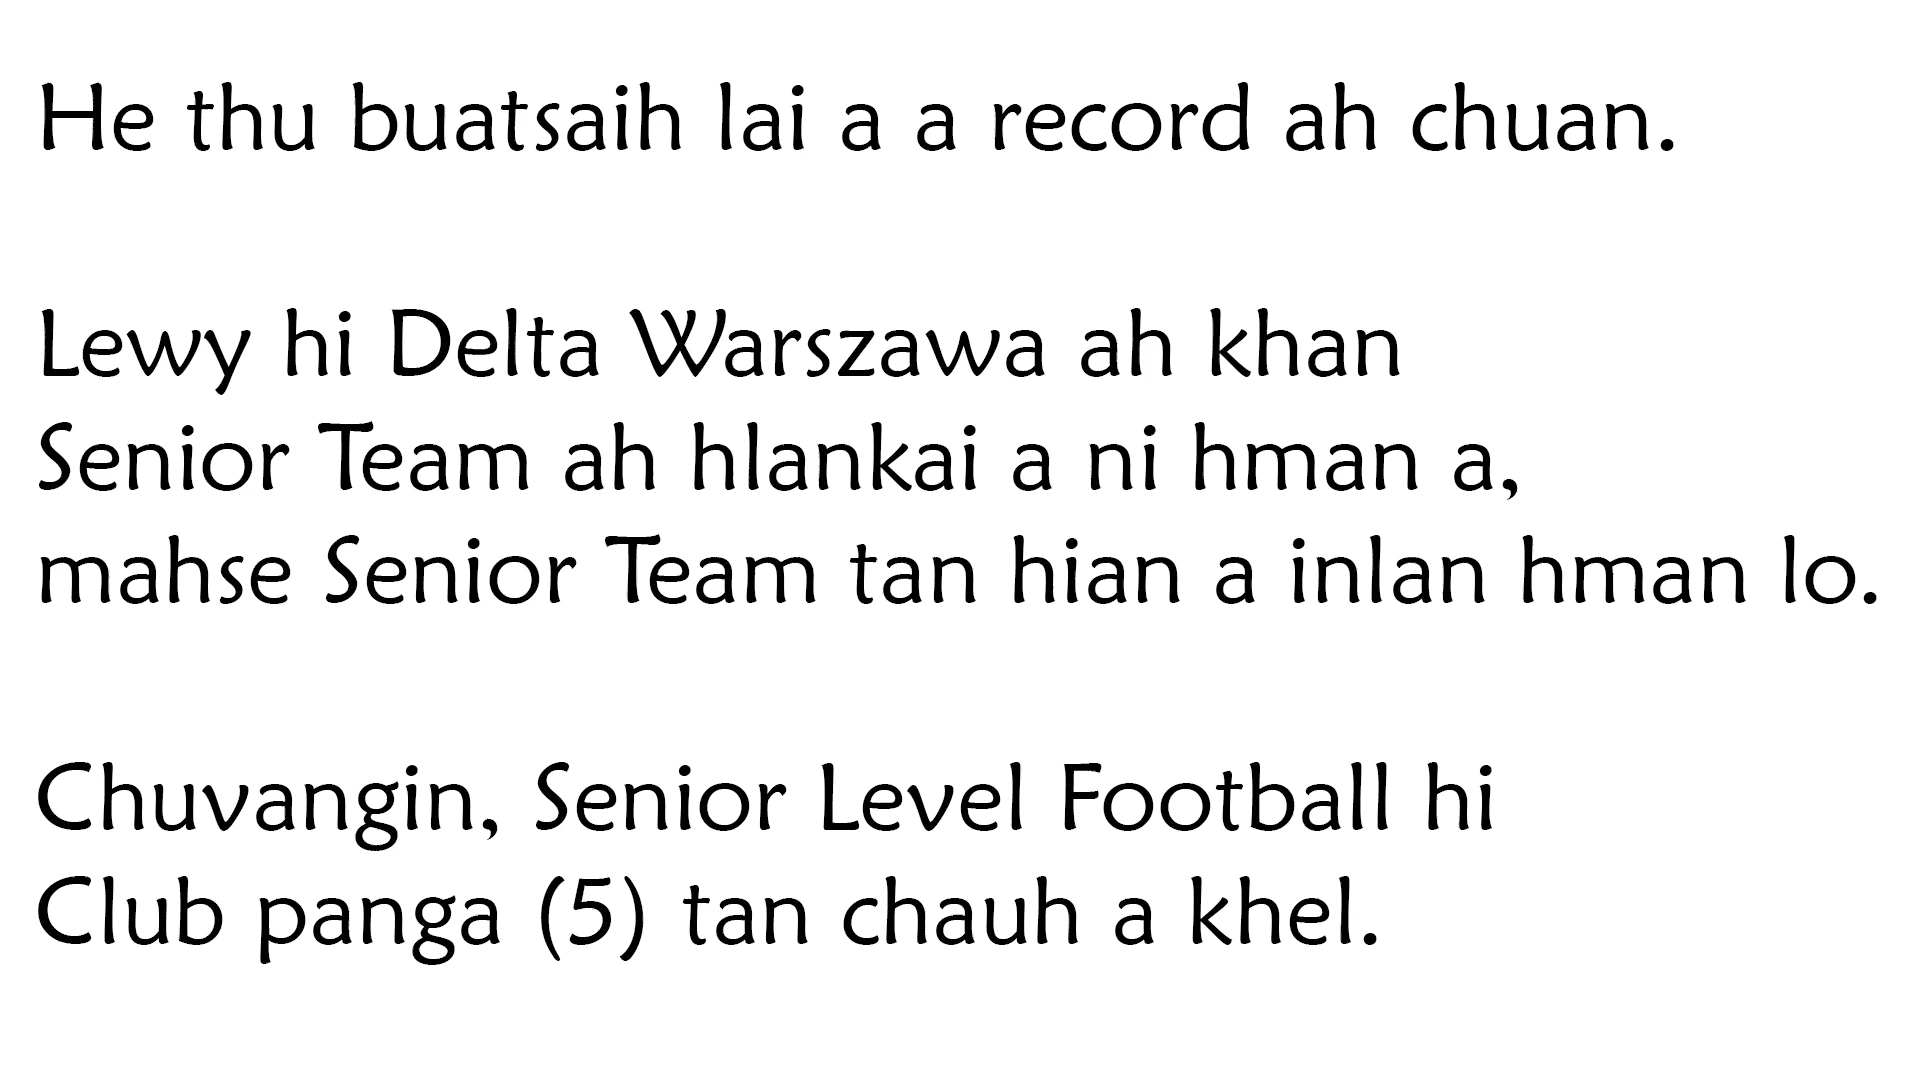 He thu buatsaih lai a a record ah chuan.
Lewy hi Delta Warszawa ah khan
Senior Team ah hlankai a ni hman a,
mahse Senior Team tan hian a inlan hman lo.
Chuvangin, Senior Level Football hi
Club panga (5) tan chauh a khel.